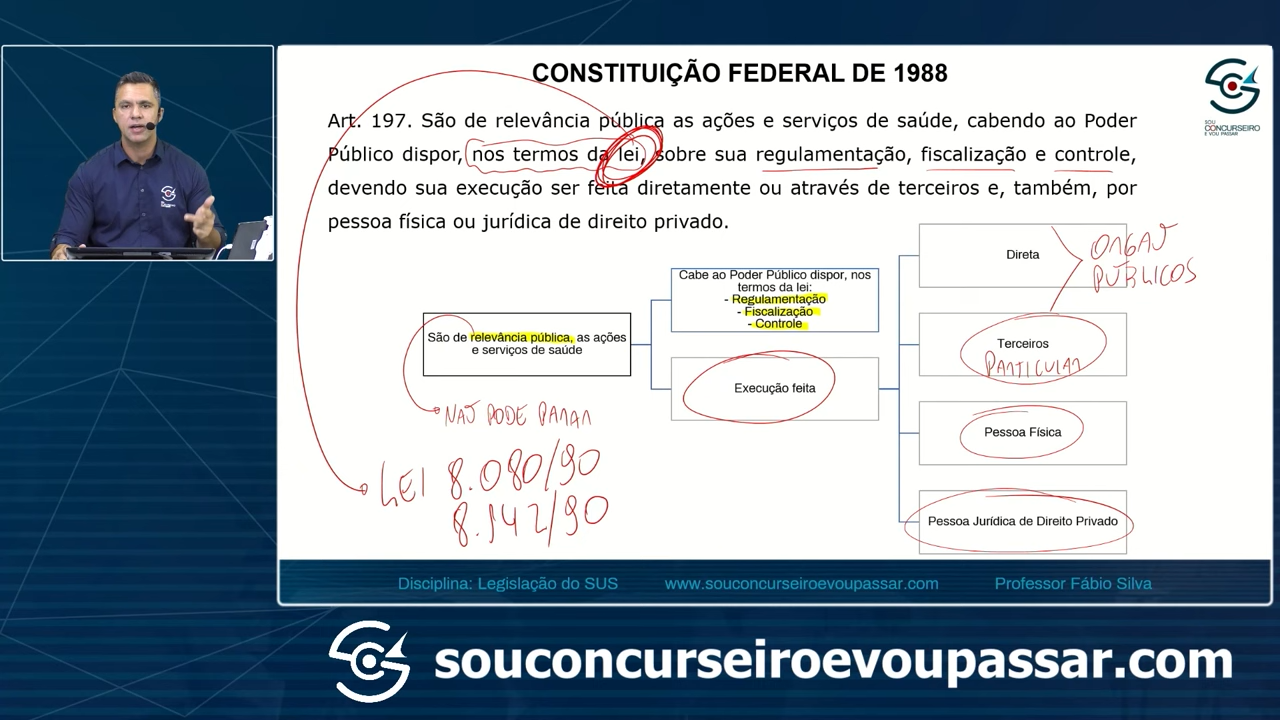 CONSTITUIÇÃO FEDERAL DE 1988
Art. 197. São de relevância pública as ações e serviços de saúde, cabendo ao Poder
Público dispor, nos termos da lei, sobre sua regulamentação, fiscalização e controle,
devendo sua execução ser feita diretamente ou através de terceiros e, também, por
pessoa física ou jurídica de direito privado.
SOU
CONCURSEIRO
E VOU PASSAR
São de relevância pública, as ações
e serviços de saúde
Cabe ao Poder Público dispor, nos
termos da lei:
- Regulamentação
- Fiscalização
- Controle
Execução feita
Direta
Terceiros
PARTICULAR
Pessoa Física
Pessoa Jurídica de Direito Privado
PÚBLICOS
NÃO PODE PARAR
LEI 8.080/90
8.142/90
Disciplina: Legislação do SUS
www.souconcurseiroevoupassar.com
Professor Fábio Silva
souconcurseiroevoupassar.com